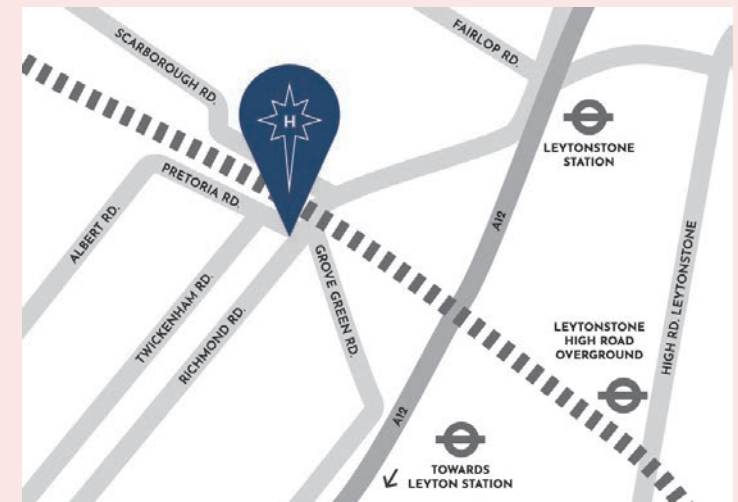 SCARBOROUGH RD.
FAIRLOP RD.
H
LEYTONSTONE
STATION
PRETORIA RD.
ALBERT RD.
A12
GROVE GREEN RD.
HIGH RD. LEYTONSTONE
TWICKENHAM RD.
RICHMOND RD.
LEYTONSTONE
HIGH ROAD
OVERGROUND
A12
TOWARDS
LEYTON STATION